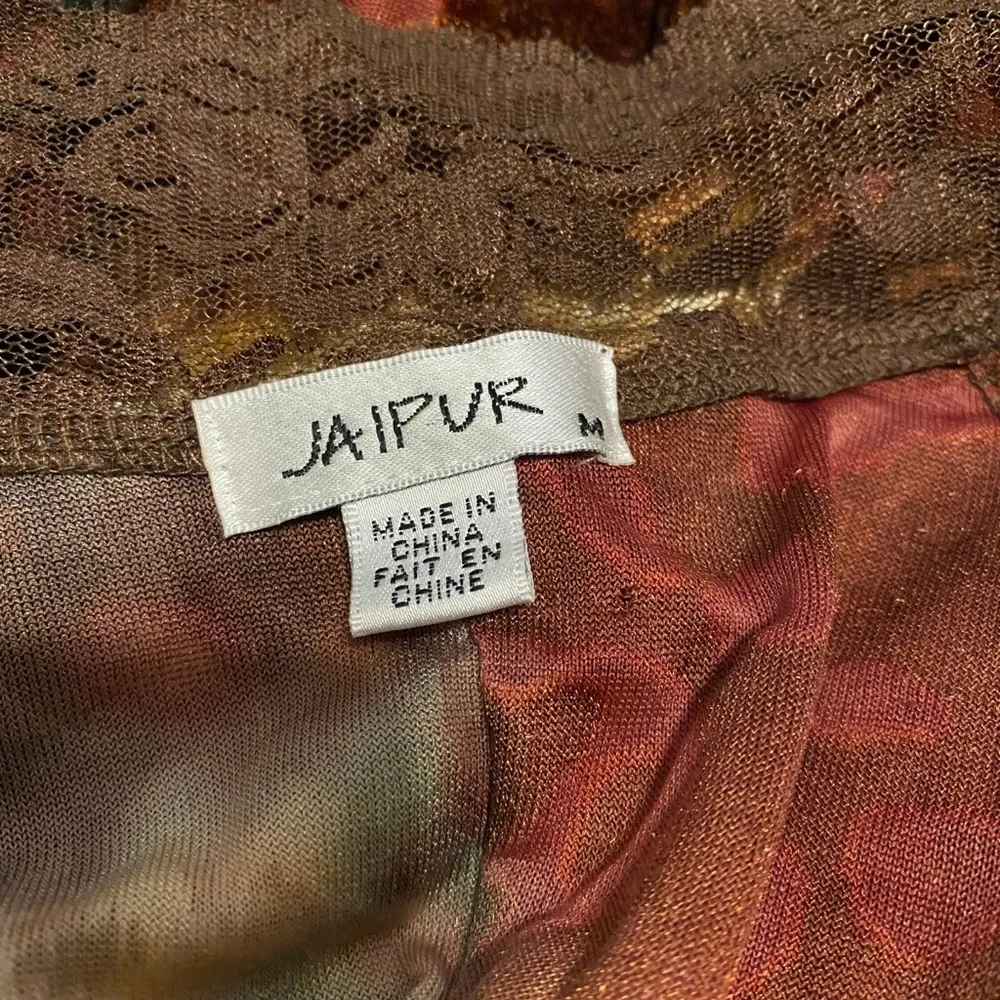 JAIPUR M
MADE IN
CHINA
FAIT EN
CHINE